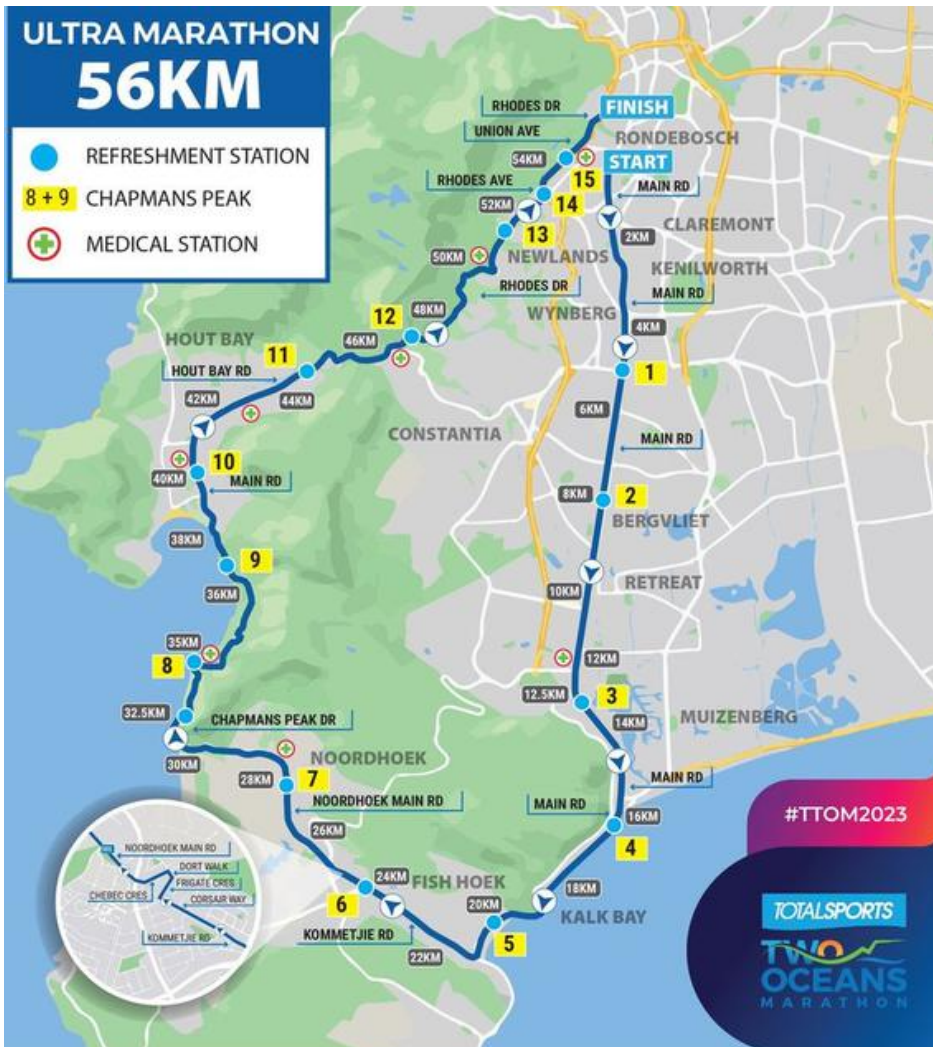 ULTRA MARATHON
56KM
REFRESHMENT STATION
8 + 9 CHAPMANS PEAK
MEDICAL STATION
RHODES DR
FINISH
UNION AVE
RONDEBOSCH
54KM
15
START
RHODES AVE
14
MAIN RD
52KM
13
2KM
CLAREMONT
50KM
NEWLANDS
KENILWORTH
RHODES DR
MAIN RD
WYNBERG
12
48KM
4KM
HOUT BAY
46KM
11
1
HOUT BAY RD
44KM
42KM
6KM
CONSTANTIA
MAIN RD
10
40KM
MAIN RD
8KM
2
BERGVLIET
38KM
9
RETREAT
36KM
10KM
35KM
8
12KM
12.5KM
3
32.5KM
CHAPMANS PEAK DR
14KM
MUIZENBERG
30KM
NOORDHOEK
28KM
7
MAIN RD
NOORDHOEK MAIN RD
MAIN RD
16KM
#TTOM2023
26KM
4
NOORDHOEK MAIN RD
DORT WALK
FRIGATE CRES
CHEBEC CRES
CORSAIR WAY
KOMMETJIE RD
24KM
FISH HOEK
18KM
6
20KM
KALK BAY
KOMMETJIE RD
5
22KM
TOTALSPORTS
TWO
OCEANS
MARATHON